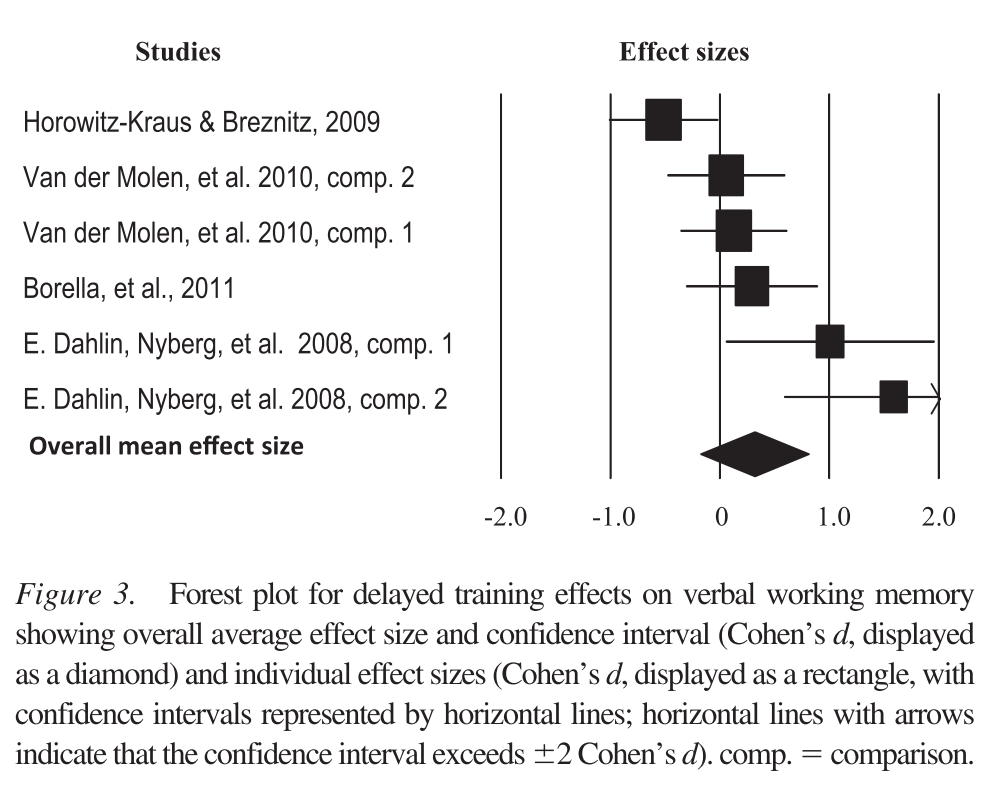 Studies Effect sizes
Horowitz-Kraus & Breznitz, 2009
Van der Molen, et al. 2010, comp. 2
Van der Molen, et al. 2010, comp. 1
Borella, et al., 2011
E. Dahlin, Nyberg, et al.  2008, comp. 1
E. Dahlin, Nyberg, et al. 2008, comp. 2
Overall mean effect size
-2.0 -1.0 0 1.0 2.0
Figure 3. Forest plot for delayed training effects on verbal working memory
showing overall average effect size and confidence interval (Cohen’s d, displayed
as a diamond) and individual effect sizes (Cohen’s d, displayed as a rectangle, with
confidence intervals represented by horizontal lines; horizontal lines with arrows
indicate that the confidence interval exceeds ±2 Cohen’s d). comp. = comparison.